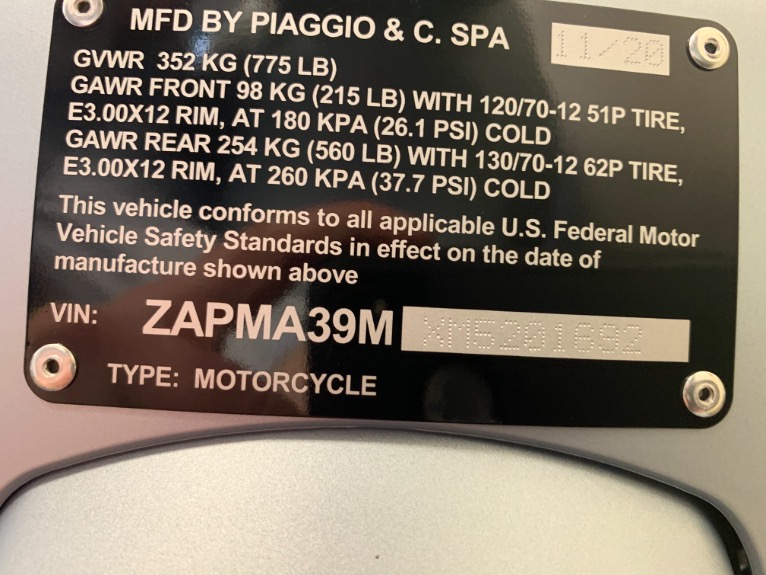 MFD BY PIAGGIO & C. SPA 11/20
GVWR 352 KG (775 LB)
GAWR FRONT 98 KG (215 LB) WITH 120/70-12 51P TIRE,
E3.00X12 RIM, AT 180 KPA (26.1 PSI) COLD
GAWR REAR 254 KG (560 LB) WITH 130/70-12 62P TIRE,
E3.00X12 RIM, AT 260 KPA (37.7 PSI) COLD
This vehicle conforms to all applicable U.S. Federal Motor
Vehicle Safety Standards in effect on the date of
manufacture shown above
VIN: ZAPMA39M XM5201692
TYPE: MOTORCYCLE